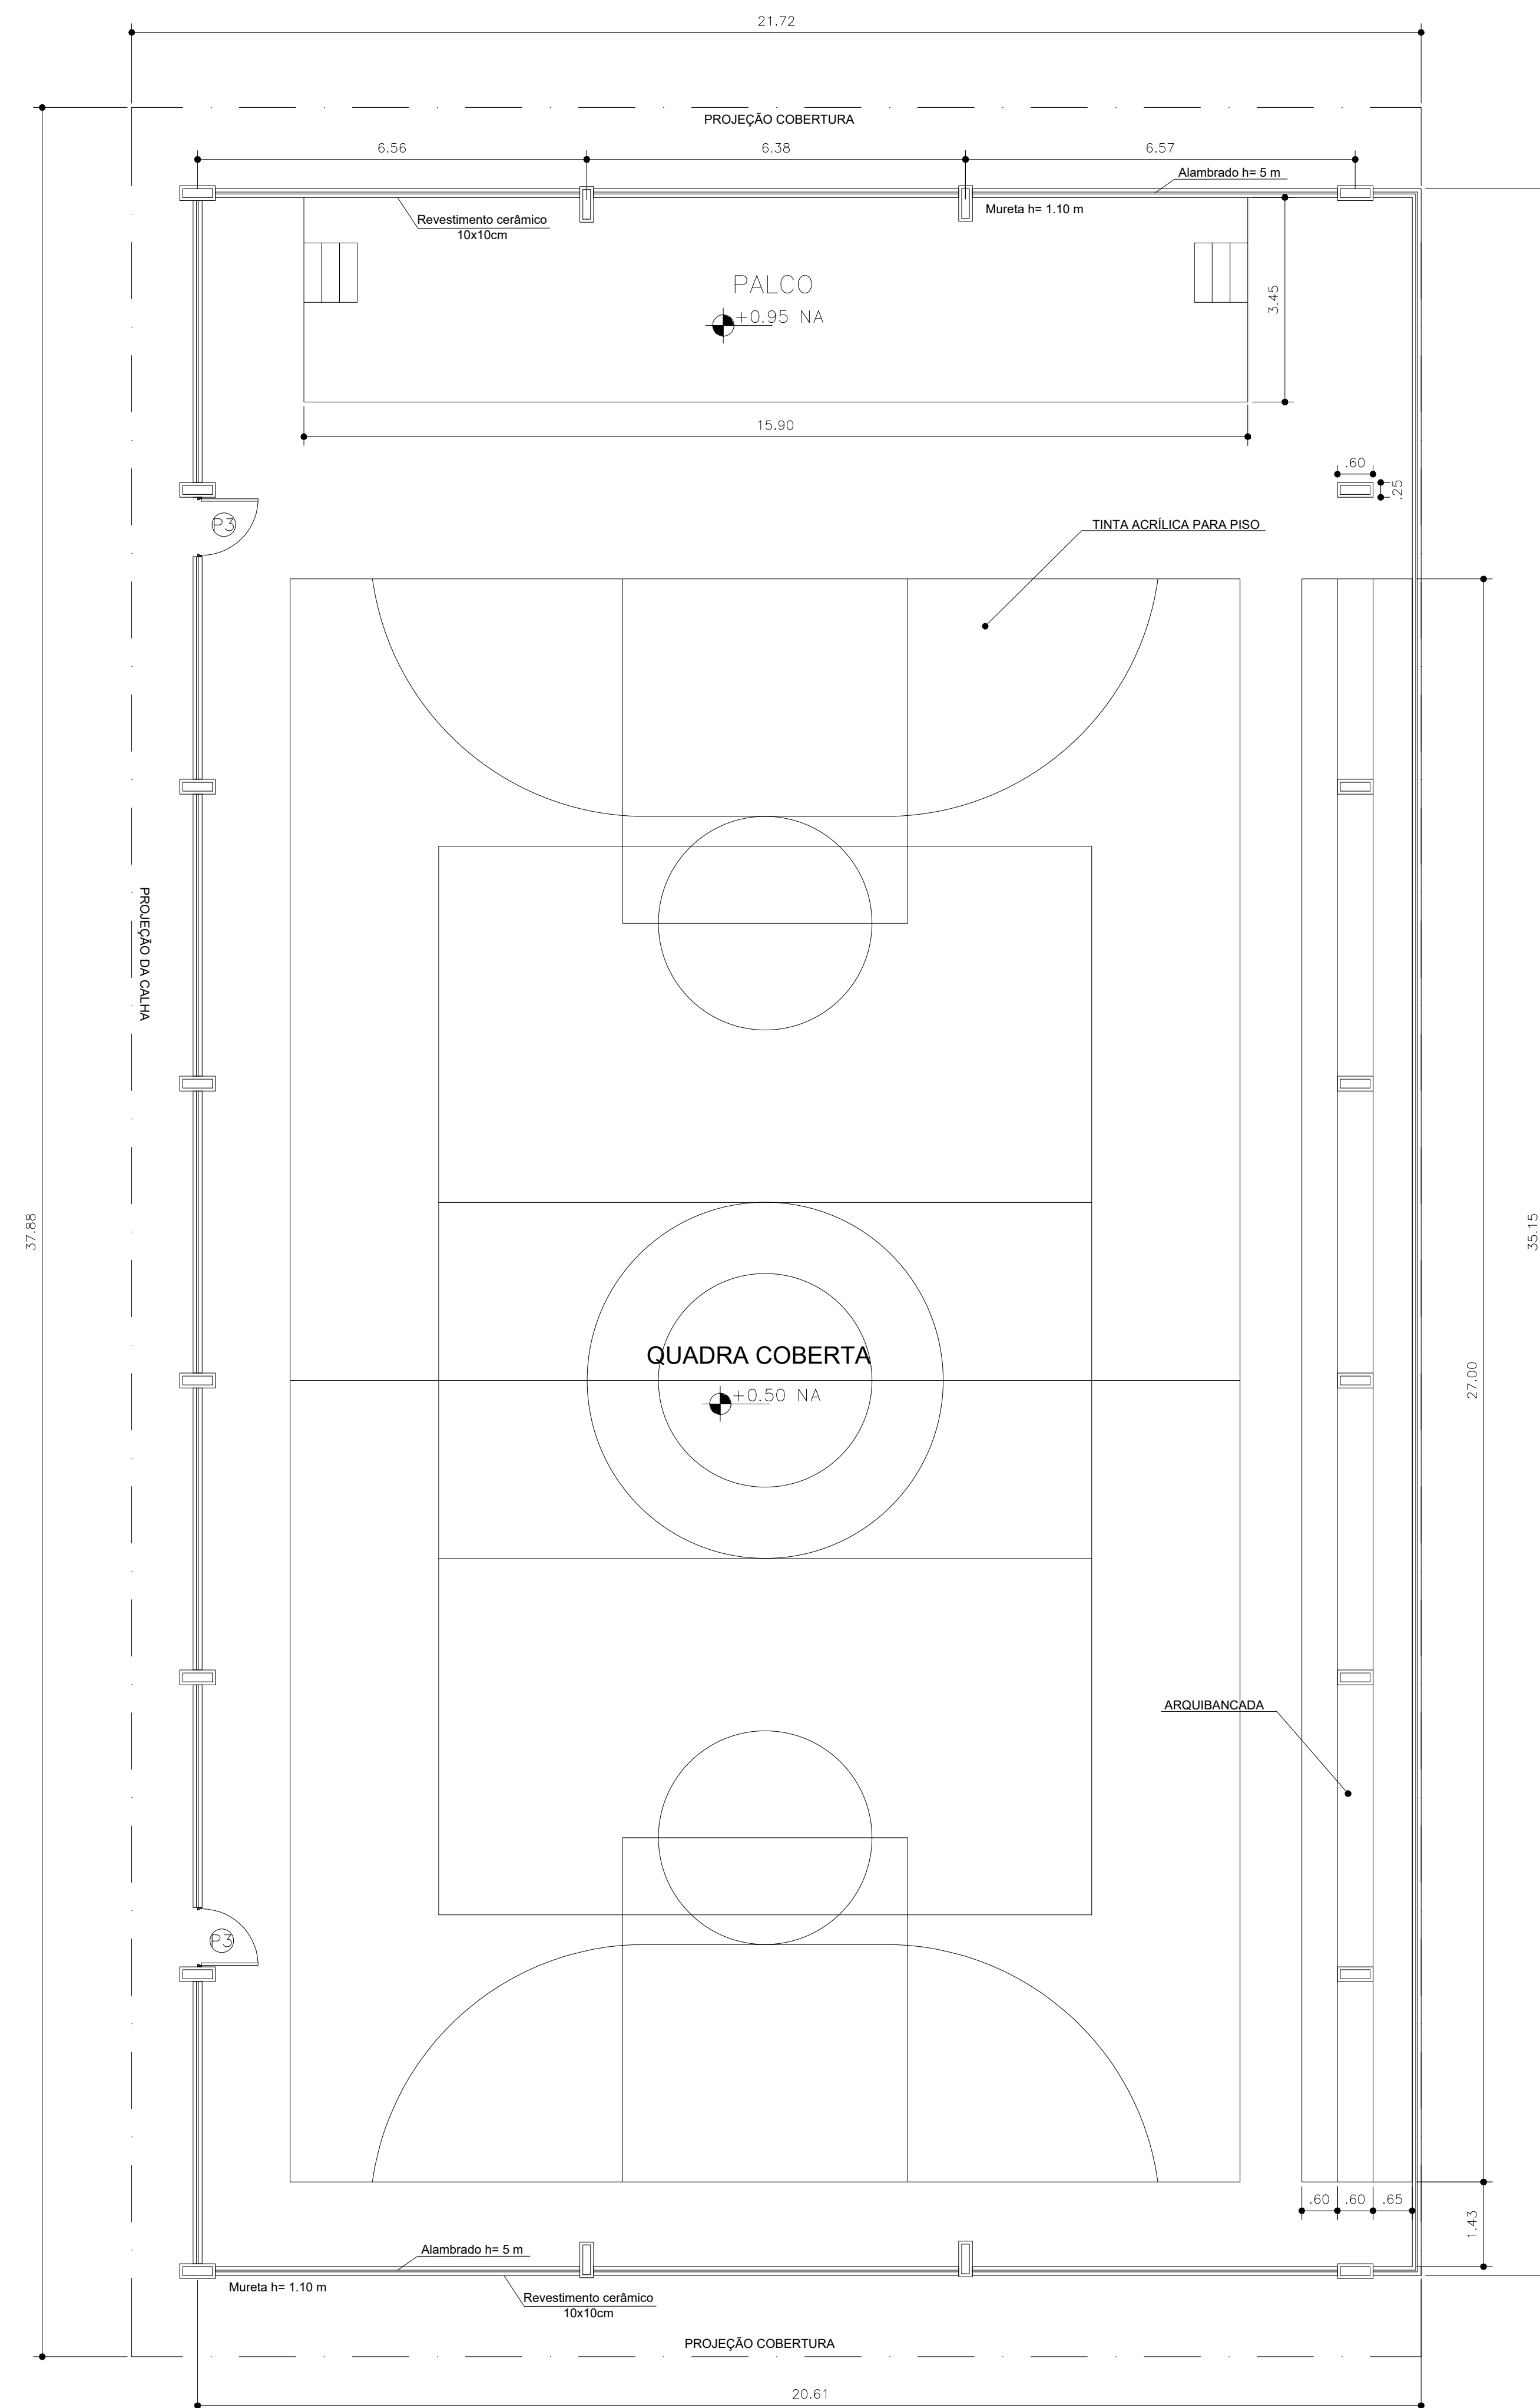 21.72
PROJEÇÃO COBERTURA
6.56
6.38
6.57
Alambrado h= 5 m
Revestimento cerâmico
10x10cm
Mureta h= 1.10 m
PALCO
+0.95 NA
3.45
15.90
.60
.25
P3
TINTA ACRÍLICA PARA PISO
PROJEÇÃO DA CALHA
37.88
35.15
QUADRA COBERTA
+0.50 NA
27.00
ARQUIBANCADA
P3
.60
.60
.65
1.43
Alambrado h= 5 m
Mureta h= 1.10 m
Revestimento cerâmico
10x10cm
PROJEÇÃO COBERTURA
20.61